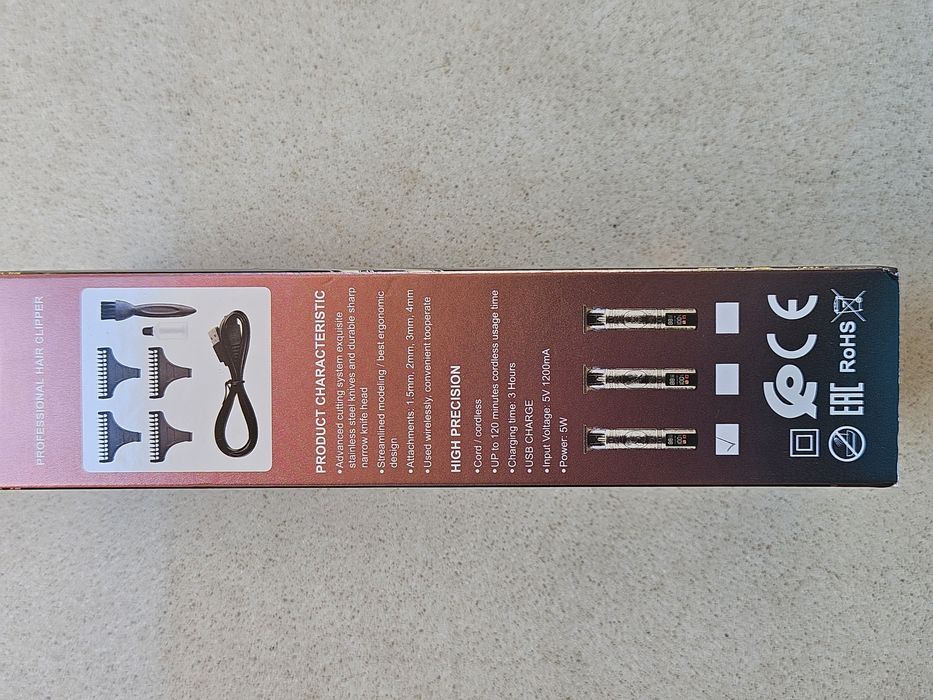 PROFESSIONAL HAIR CLIPPER
PRODUCT CHARACTERISTIC
• Advanced cutting system exquisite
stainless steel knives and durable sharp
narrow knife head
• Streamlined modeling / best ergonomic
design
• Attachments: 1.5mm, 2mm, 3mm, 4mm
• Used wirelessly, convenient tooperate
HIGH PRECISION
• Cord / cordless
• UP to 120 minutes cordless usage time
• Charging time: 3 Hours
• USB CHARGE
• Input Voltage: 5V 1200mA
• Power: 5W
CE
EAC RoHS